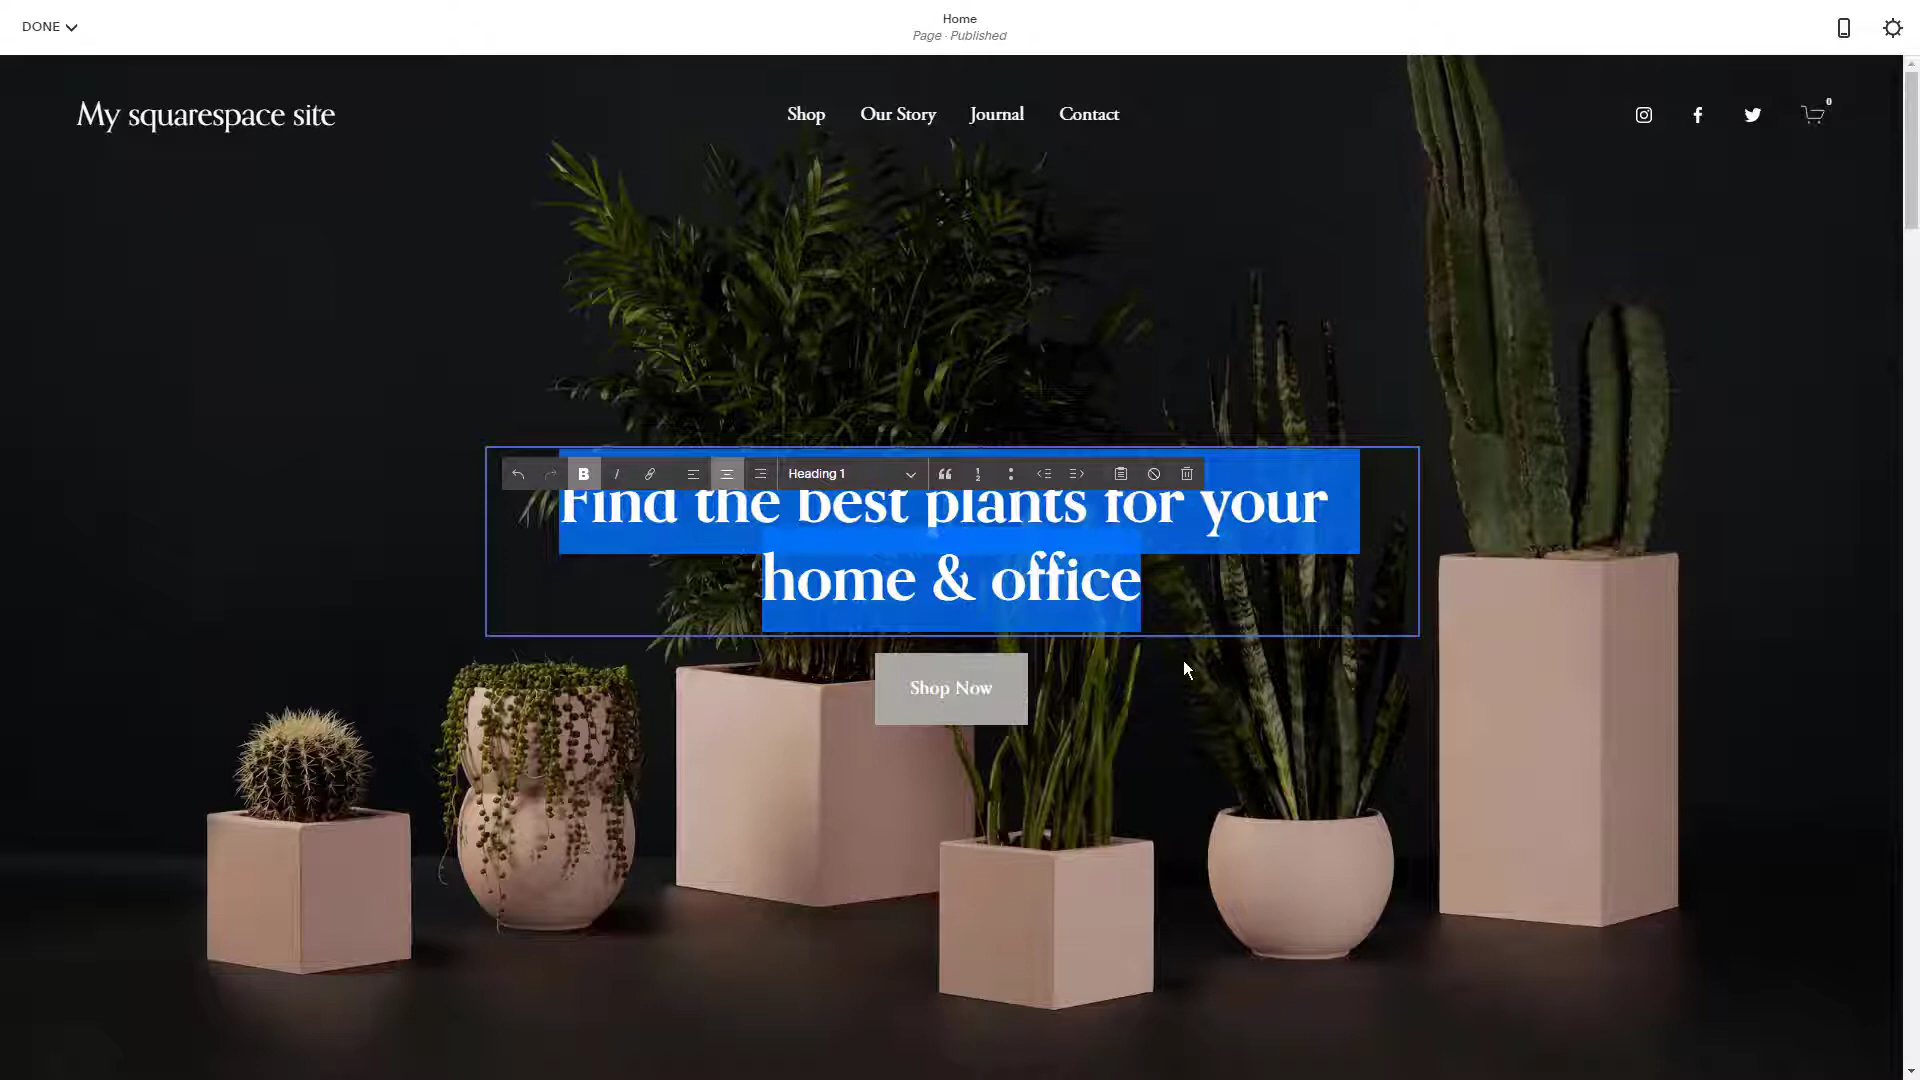 DONE
Home
Page · Published
My squarespace site
Shop
Our Story
Journal
Contact
0
B
I
Heading 1
Find the best plants for your
home & office
Shop Now